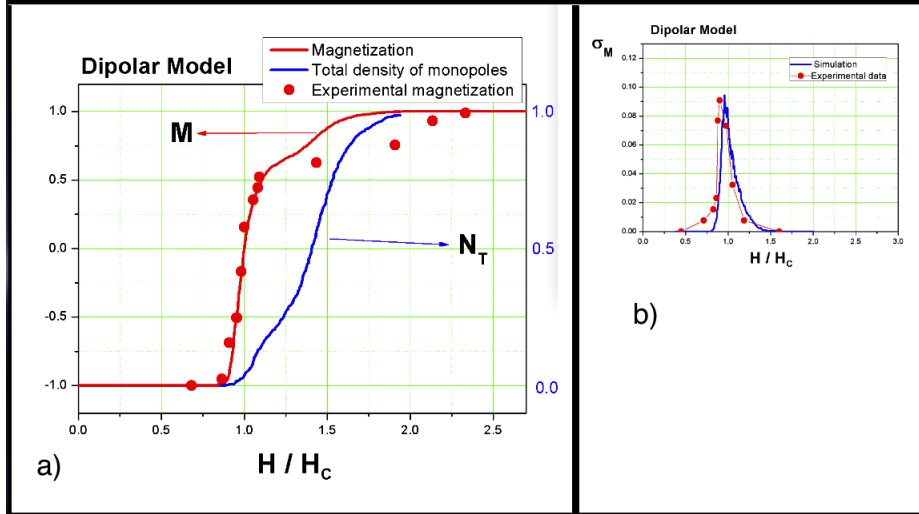 Dipolar Model
Magnetization
Total density of monopoles
Experimental magnetization
1.0
0.5
0.0
-0.5
-1.0
M
N_T
1.0
0.5
0.0
0.0 0.5 1.0 1.5 2.0 2.5
H / H_C
a)
Dipolar Model
σ_M
Simulation
Experimental data
0.12
0.10
0.08
0.06
0.04
0.02
0.00
0.0 0.5 1.0 1.5 2.0 2.5 3.0
H / H_C
b)